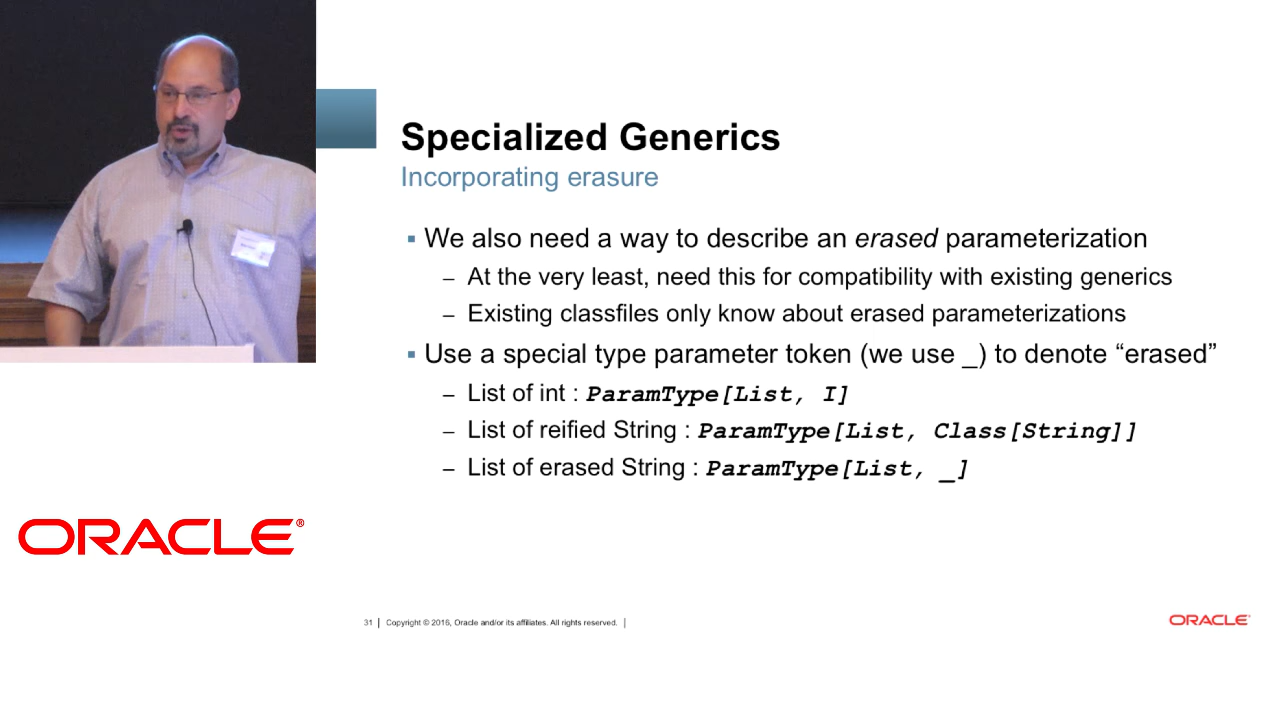 Specialized Generics
Incorporating erasure
▪ We also need a way to describe an erased parameterization
– At the very least, need this for compatibility with existing generics
– Existing classfiles only know about erased parameterizations
▪ Use a special type parameter token (we use _) to denote “erased”
– List of int : ParamType[List, I]
– List of reified String : ParamType[List, Class[String]]
– List of erased String : ParamType[List, _]
ORACLE®
31 | Copyright © 2016, Oracle and/or its affiliates. All rights reserved. |
ORACLE®